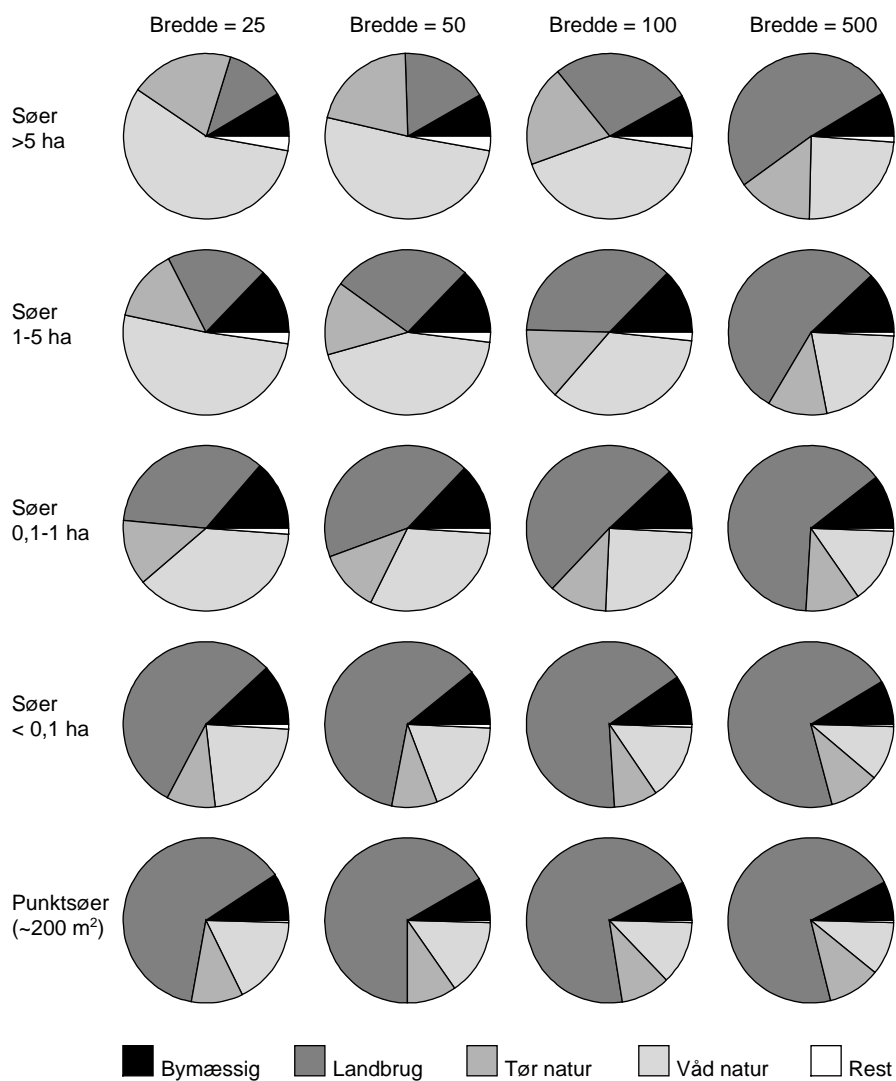 Bredde = 25 Bredde = 50 Bredde = 100 Bredde = 500
Søer
>5 ha
Søer
1-5 ha
Søer
0,1-1 ha
Søer
< 0,1 ha
Punktsøer
(~200 m²)
Bymæssig Landbrug Tør natur Våd natur Rest